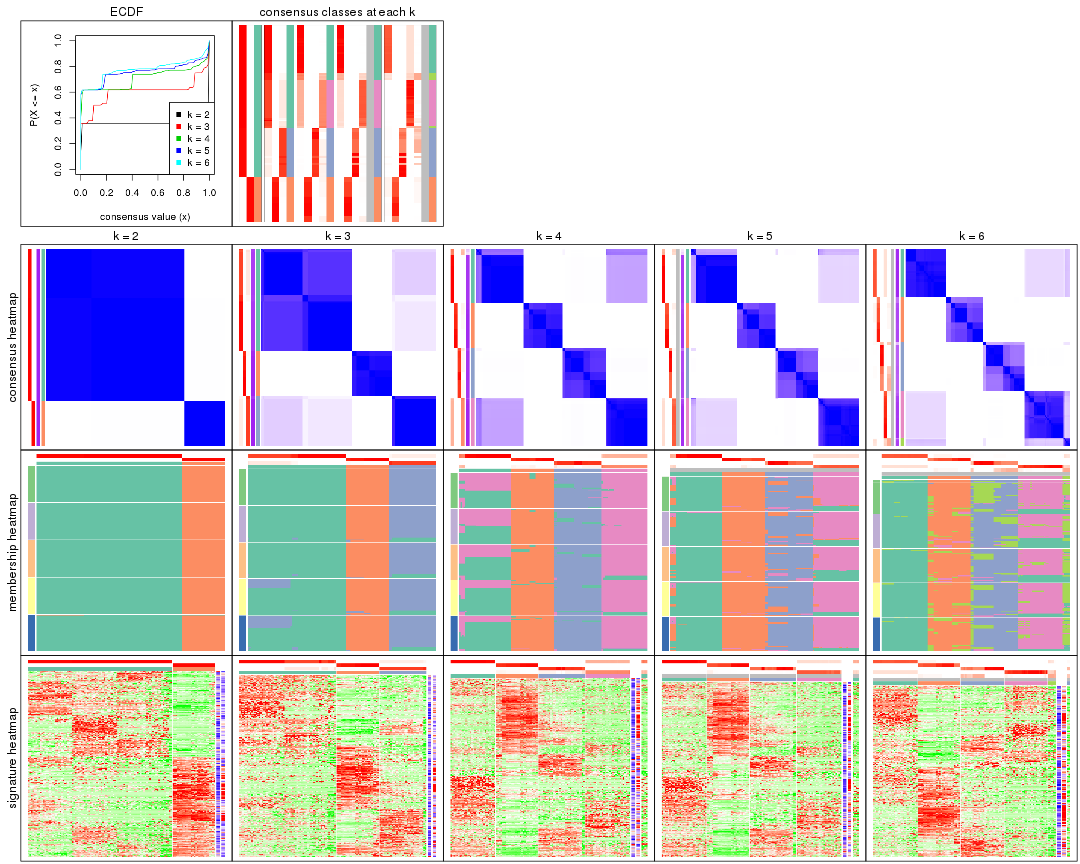 ECDF
consensus classes at each k
P(X <= x)
0.0 0.2 0.4 0.6 0.8 1.0
k = 2
k = 3
k = 4
k = 5
k = 6
0.0 0.2 0.4 0.6 0.8 1.0
consensus value (x)
k = 2 k = 3 k = 4 k = 5 k = 6
consensus heatmap
membership heatmap
signature heatmap